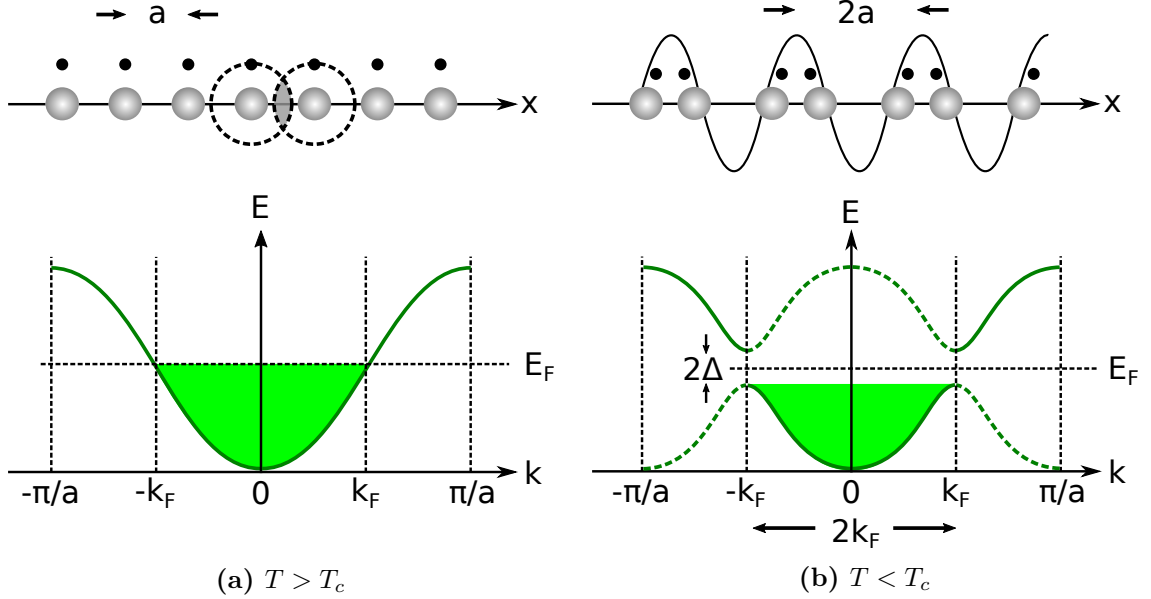 a
x
E
E_F
k
-π/a
-k_F
0
k_F
π/a
(a) T > T_c
2a
x
E
2Δ
E_F
k
-π/a
-k_F
0
k_F
π/a
2k_F
(b) T < T_c